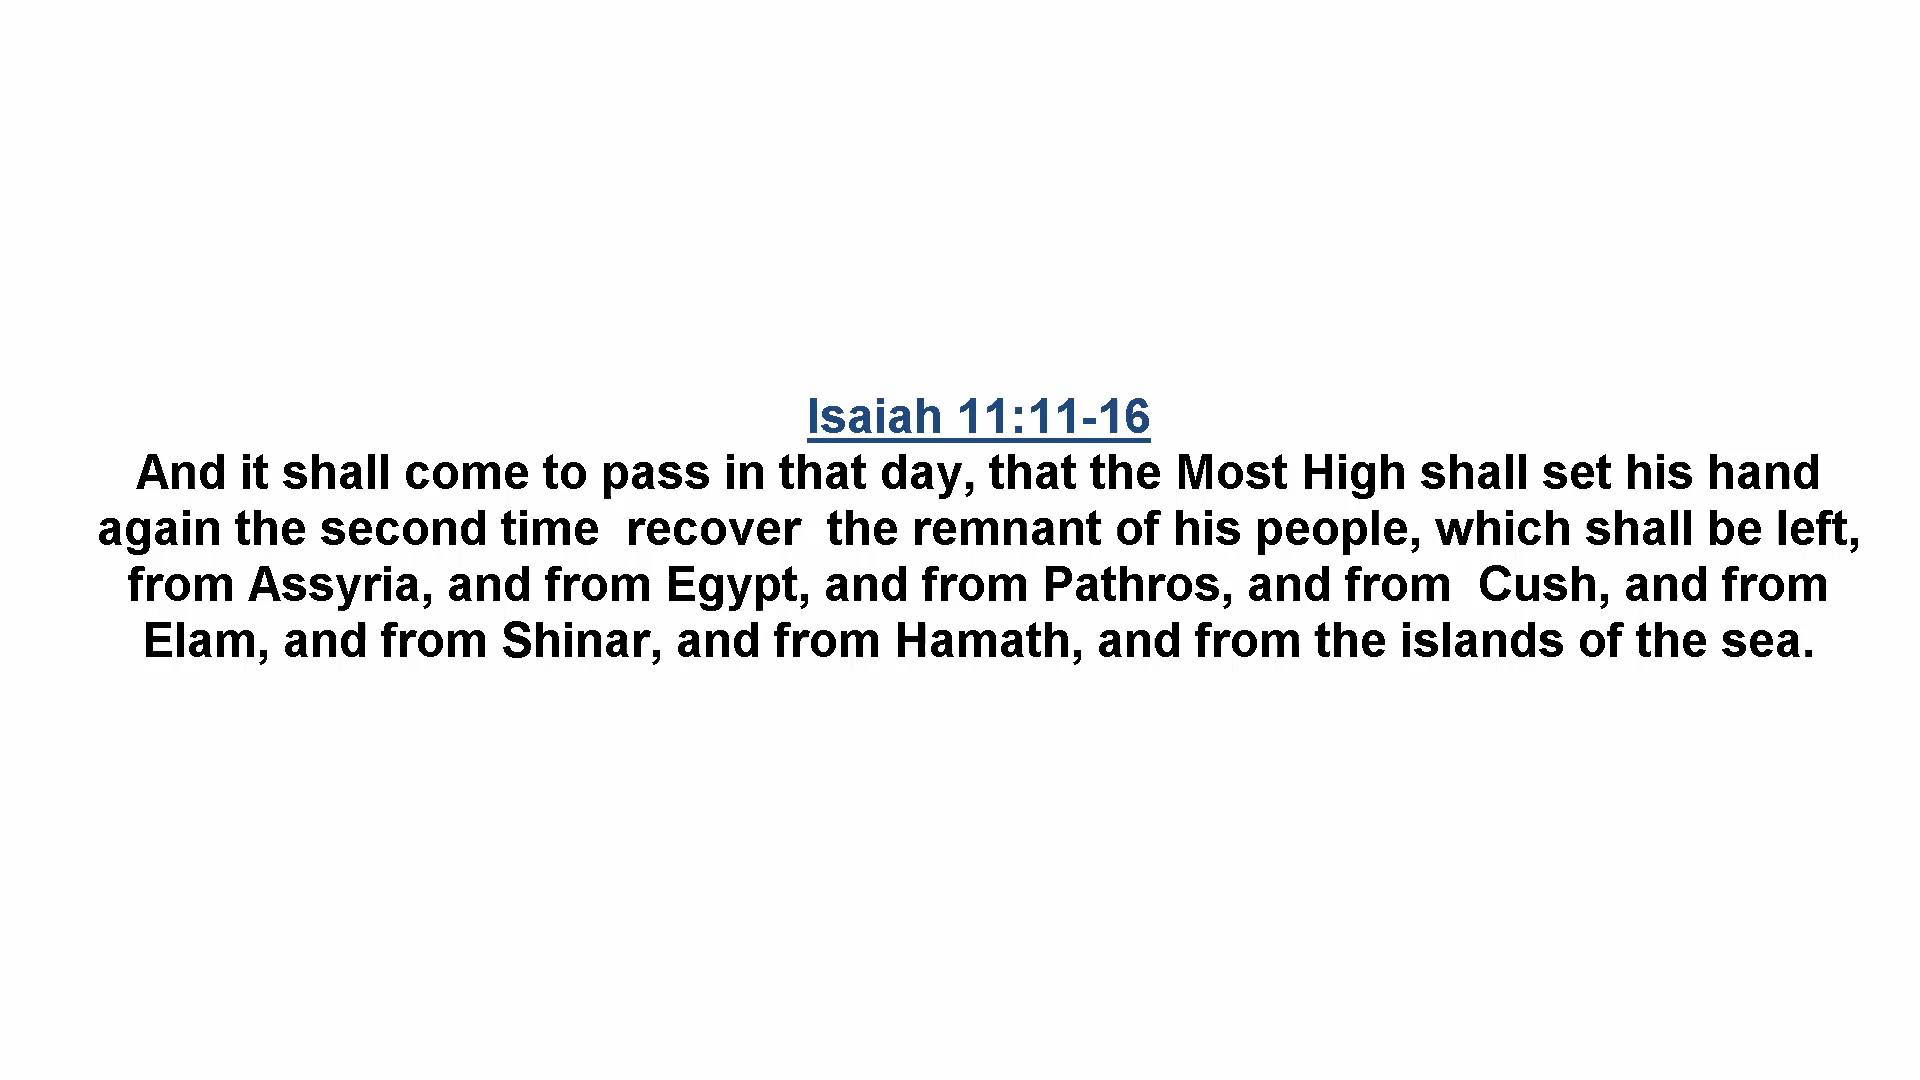 Isaiah 11:11-16
And it shall come to pass in that day, that the Most High shall set his hand
again the second time  recover  the remnant of his people, which shall be left,
from Assyria, and from Egypt, and from Pathros, and from  Cush, and from
Elam, and from Shinar, and from Hamath, and from the islands of the sea.